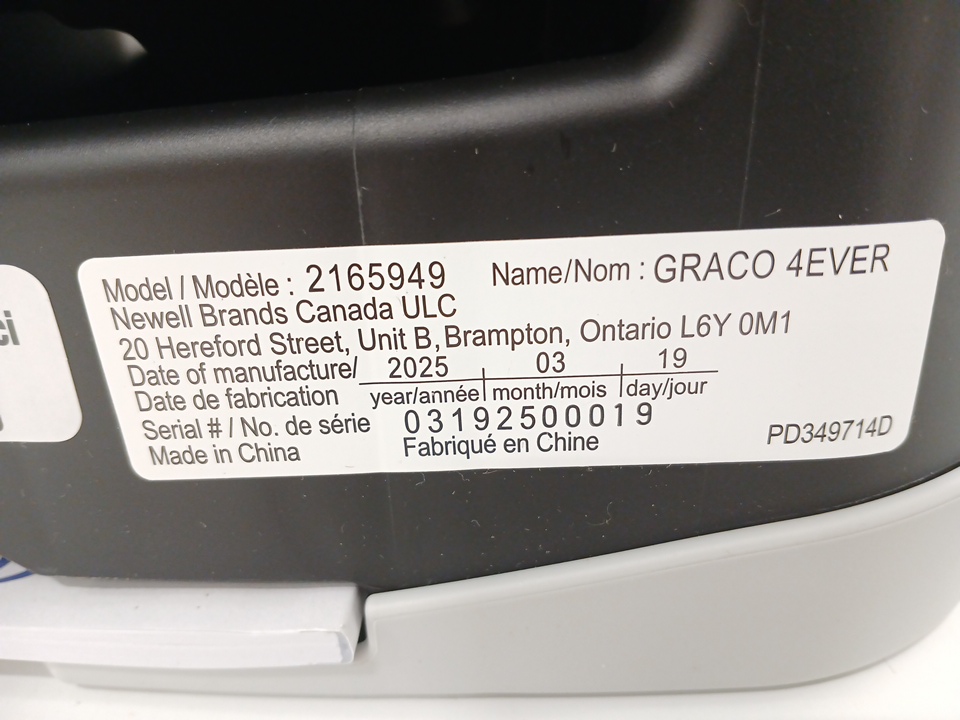 Model / Modèle : 2165949 Name/Nom : GRACO 4EVER
Newell Brands Canada ULC
20 Hereford Street, Unit B, Brampton, Ontario L6Y 0M1
Date of manufacture/ 2025 03 19
Date de fabrication year/année month/mois day/jour
Serial # / No. de série 03192500019
Made in China Fabriqué en Chine PD349714D